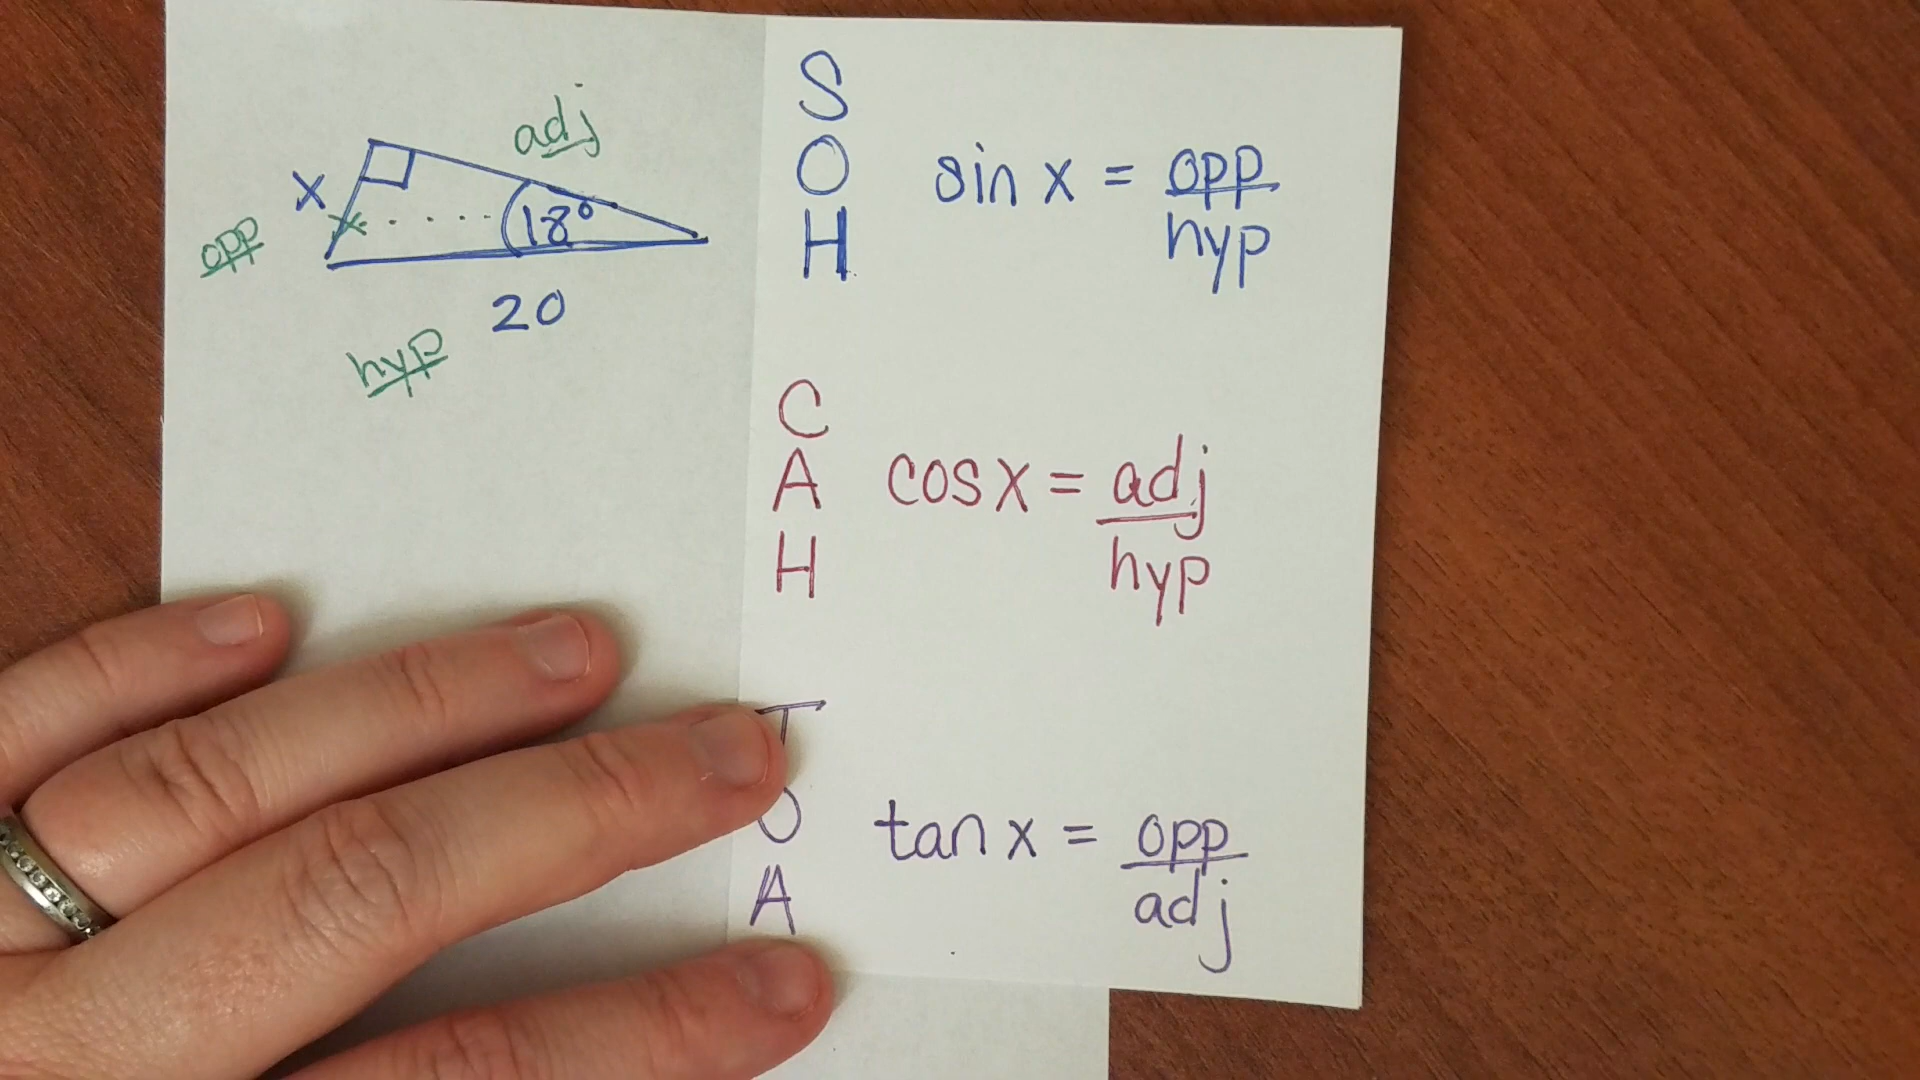 adj
x
opp
18°
20
hyp
S
O
H
sin x = opp
hyp
C
A
H
cos x = adj
hyp
T
O
A
tan x = opp
adj